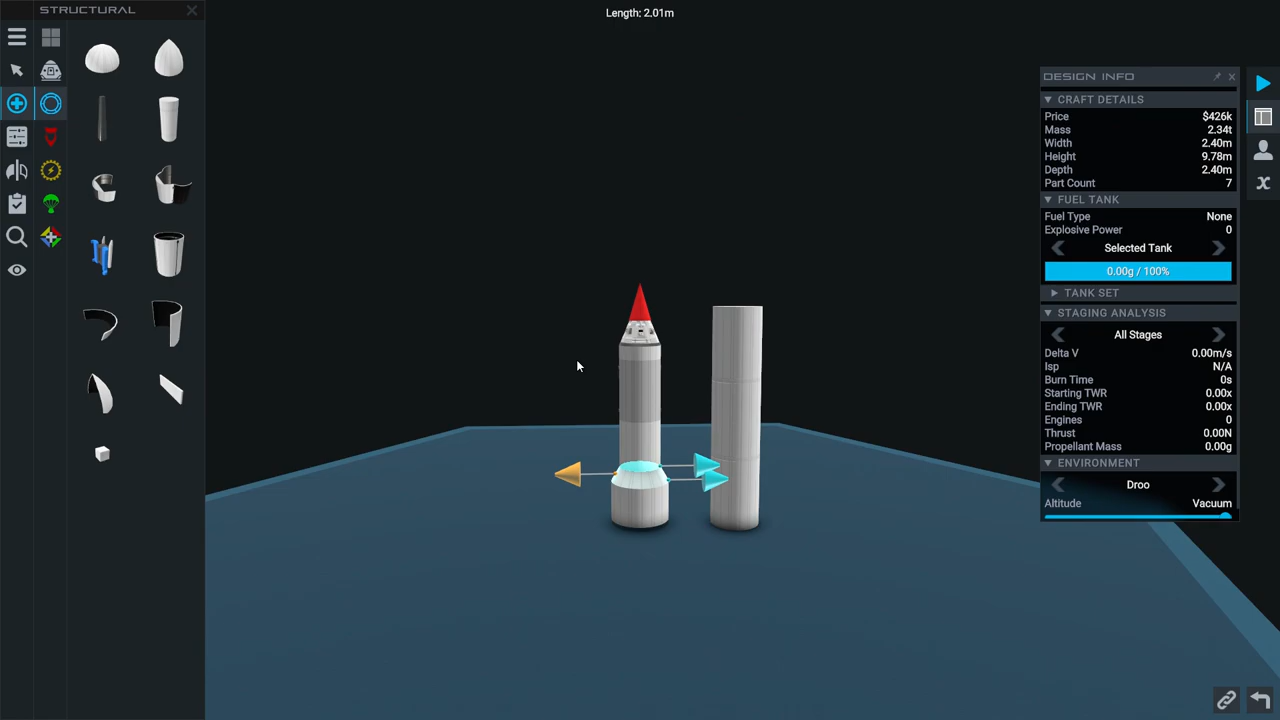 STRUCTURAL
Length: 2.01m
DESIGN INFO
CRAFT DETAILS
Price $426k
Mass 2.34t
Width 2.40m
Height 9.78m
Depth 2.40m
Part Count 7
FUEL TANK
Fuel Type None
Explosive Power 0
Selected Tank
0.00g / 100%
TANK SET
STAGING ANALYSIS
All Stages
Delta V 0.00m/s
Isp N/A
Burn Time 0s
Starting TWR 0.00x
Ending TWR 0.00x
Engines 0
Thrust 0.00N
Propellant Mass 0.00g
ENVIRONMENT
Droo
Altitude Vacuum